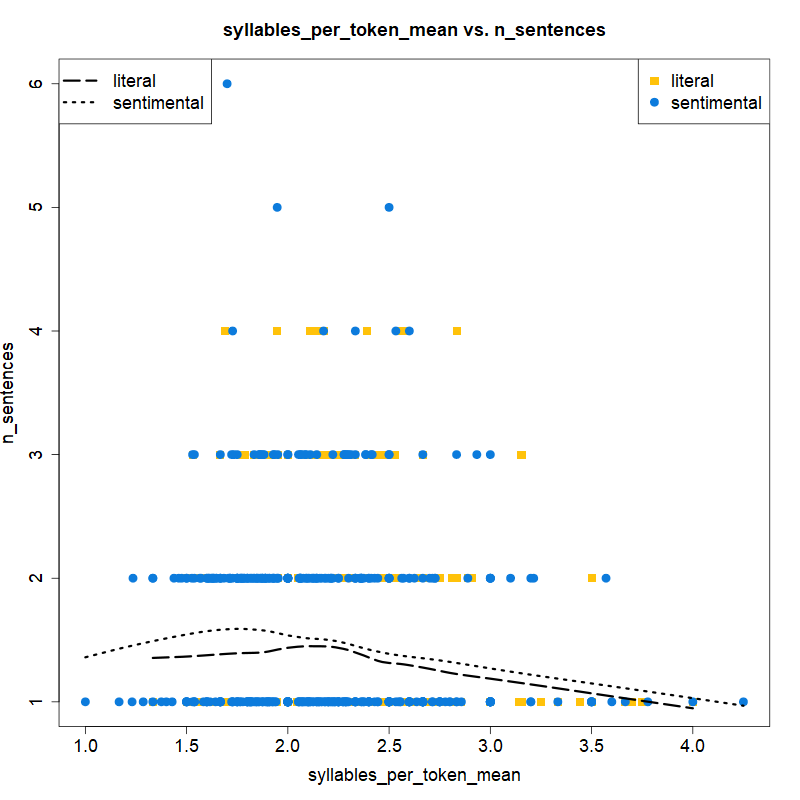 syllables_per_token_mean vs. n_sentences
literal
sentimental
literal
sentimental
6
5
4
3
2
1
n_sentences
1.0 1.5 2.0 2.5 3.0 3.5 4.0
syllables_per_token_mean